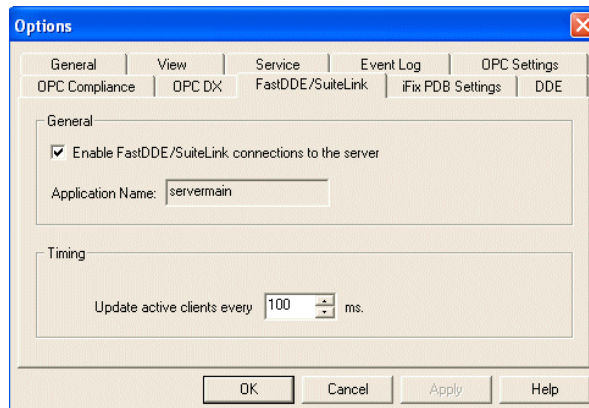 Options
General View Service Event Log OPC Settings
OPC Compliance OPC DX FastDDE/SuiteLink iFix PDB Settings DDE
General
Enable FastDDE/SuiteLink connections to the server
Application Name: servermain
Timing
Update active clients every 100 ms.
OK Cancel Apply Help